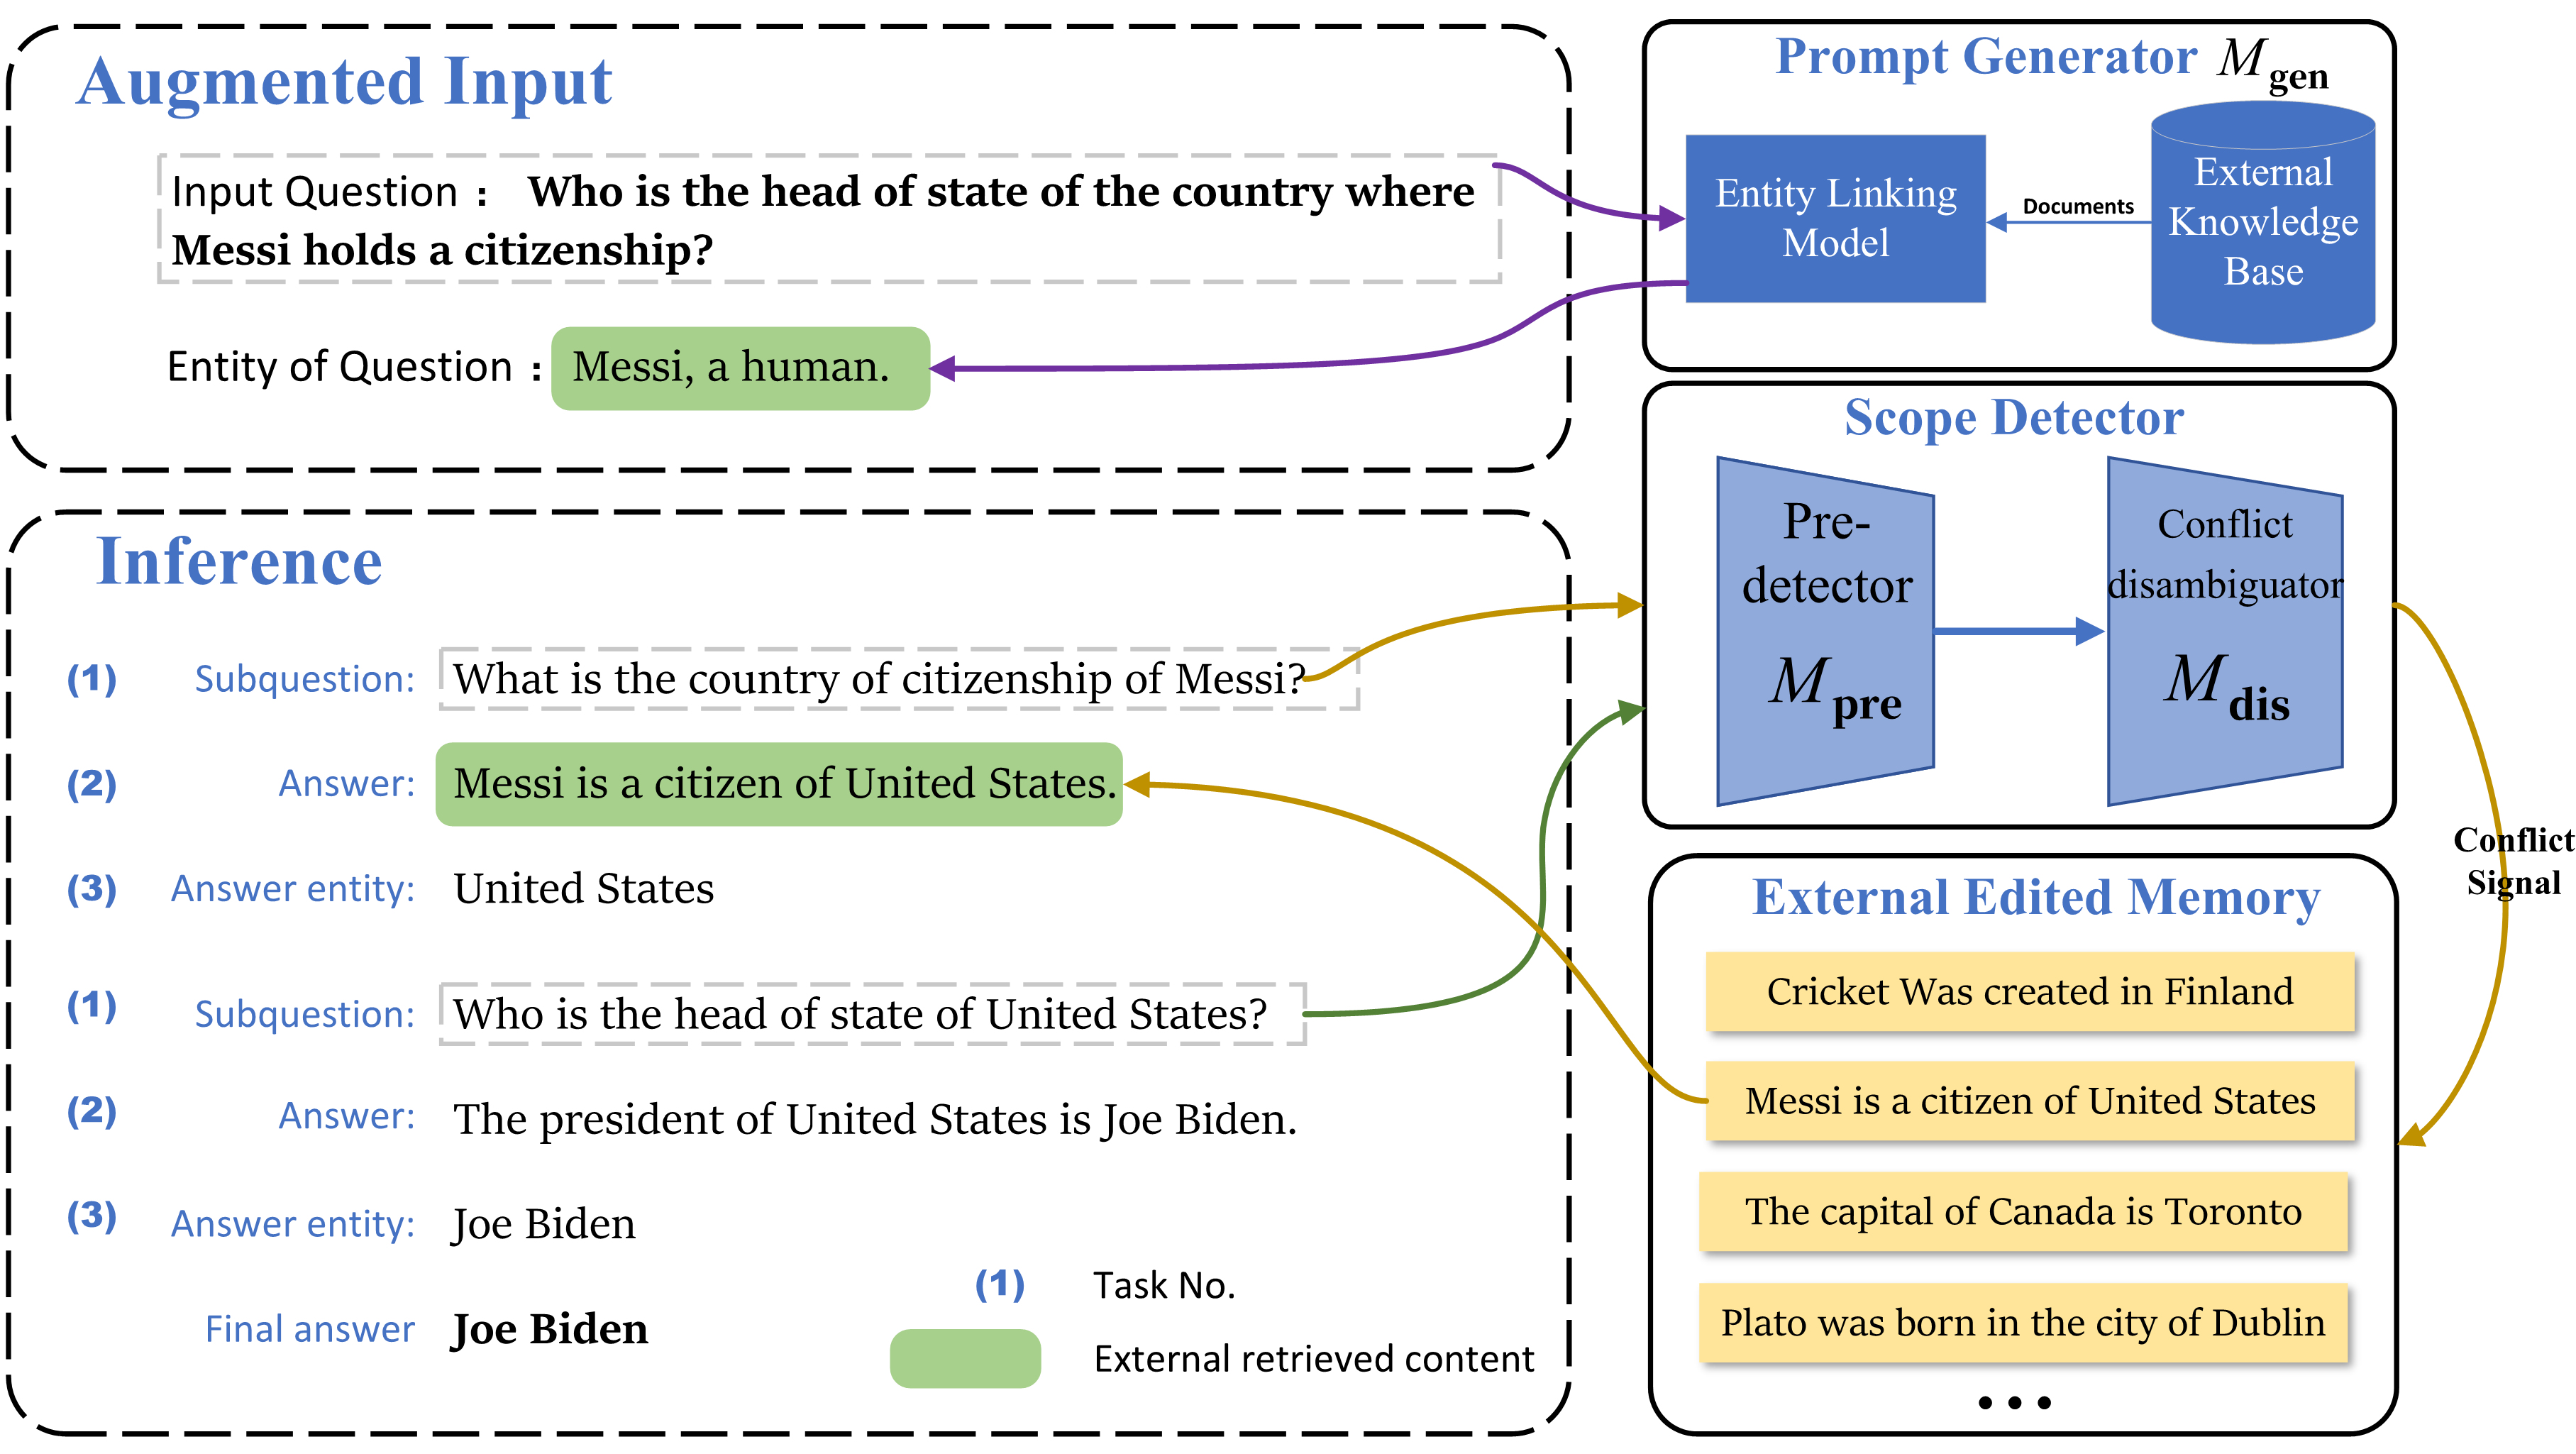 Augmented Input
Input Question : Who is the head of state of the country where
Messi holds a citizenship?
Entity of Question : Messi, a human.
Prompt Generator M gen
Entity Linking
Model
Documents
External
Knowledge
Base
Scope Detector
Pre-
detector
M pre
Conflict
disambiguator
M dis
Conflict
Signal
Inference
(1) Subquestion: What is the country of citizenship of Messi?
(2) Answer: Messi is a citizen of United States.
(3) Answer entity: United States
(1) Subquestion: Who is the head of state of United States?
(2) Answer: The president of United States is Joe Biden.
(3) Answer entity: Joe Biden
Final answer Joe Biden
(1) Task No.
External retrieved content
External Edited Memory
Cricket Was created in Finland
Messi is a citizen of United States
The capital of Canada is Toronto
Plato was born in the city of Dublin
...